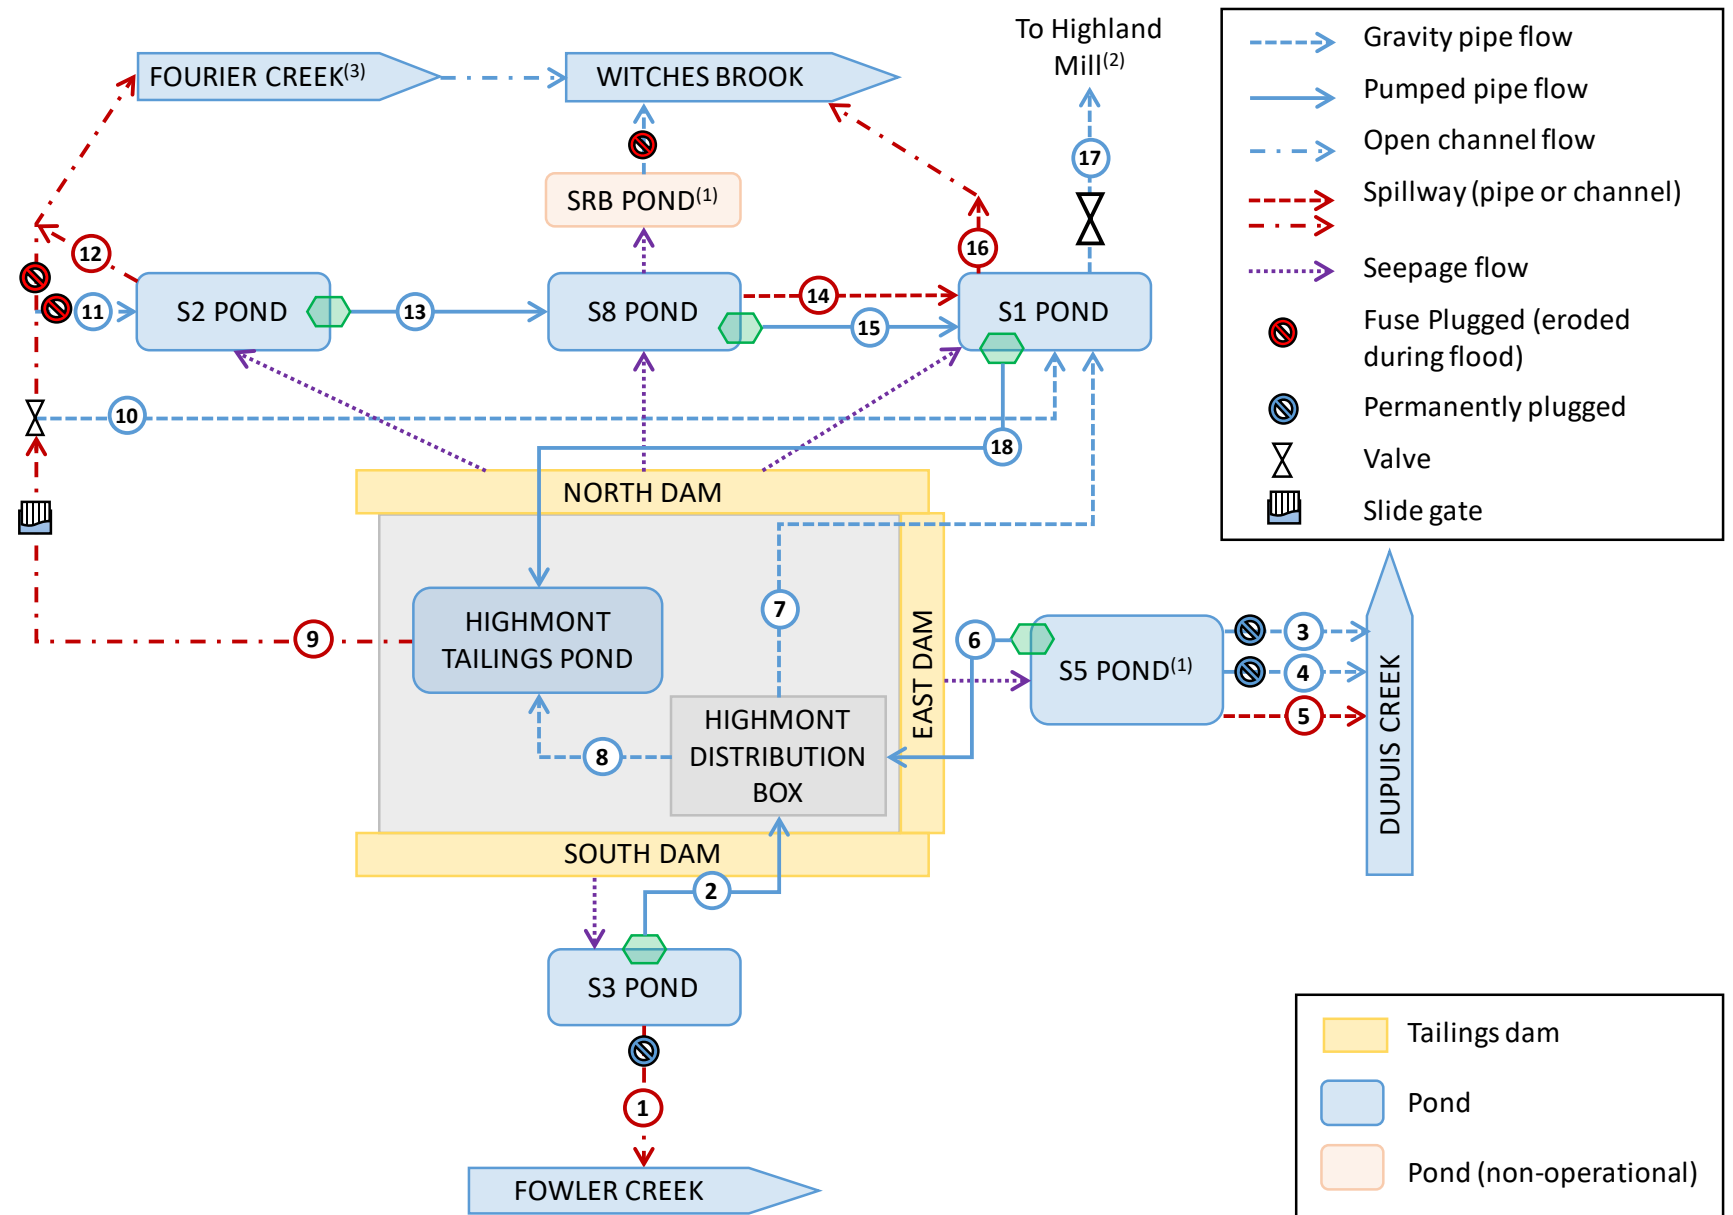 To Highland
Mill(2)
FOURIER CREEK(3)
WITCHES BROOK
17
SRB POND(1)
12
16
11
S2 POND
13
S8 POND
14
15
S1 POND
10
18
NORTH DAM
9
HIGHMONT
TAILINGS POND
7
8
HIGHMONT
DISTRIBUTION
BOX
EAST DAM
6
S5 POND(1)
3
4
5
DUPUIS CREEK
SOUTH DAM
2
S3 POND
1
FOWLER CREEK
Gravity pipe flow
Pumped pipe flow
Open channel flow
Spillway (pipe or channel)
Seepage flow
Fuse Plugged (eroded
during flood)
Permanently plugged
Valve
Slide gate
Tailings dam
Pond
Pond (non-operational)